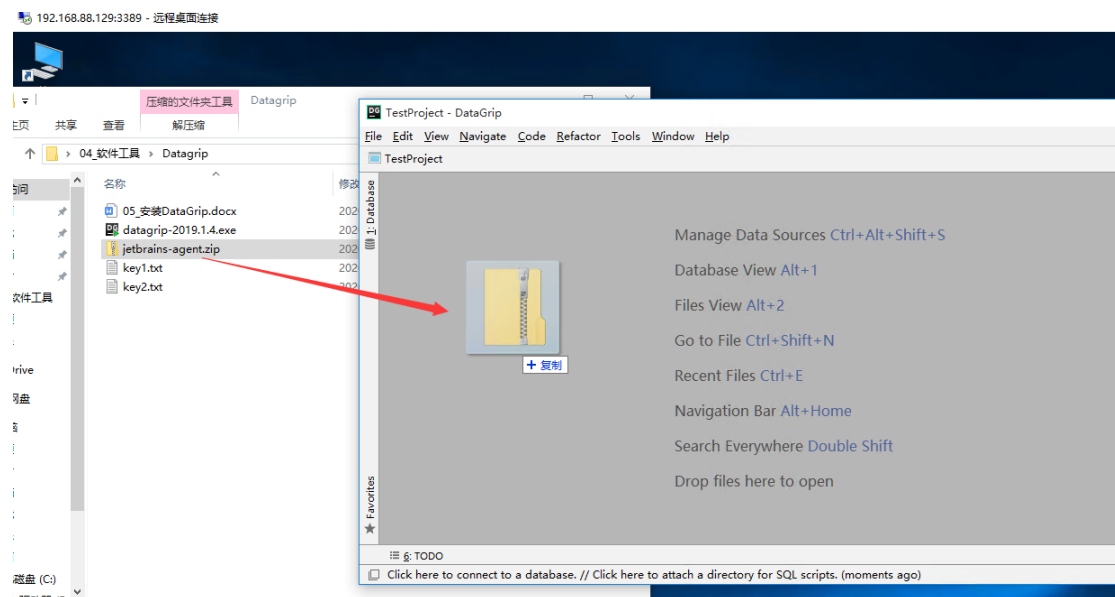 192.168.88.129:3389 - 远程桌面连接
压缩的文件夹工具
Datagrip
主页 共享 查看 解压缩
04_软件工具 › Datagrip
名称
05_安装DataGrip.docx
datagrip-2019.1.4.exe
jetbrains-agent.zip
key1.txt
key2.txt
软件工具
TestProject - DataGrip
File Edit View Navigate Code Refactor Tools Window Help
TestProject
1: Database
Manage Data Sources Ctrl+Alt+Shift+S
Database View Alt+1
Files View Alt+2
Go to File Ctrl+Shift+N
Recent Files Ctrl+E
Navigation Bar Alt+Home
Search Everywhere Double Shift
Drop files here to open
+ 复制
Favorites
6: TODO
Click here to connect to a database. // Click here to attach a directory for SQL scripts. (moments ago)